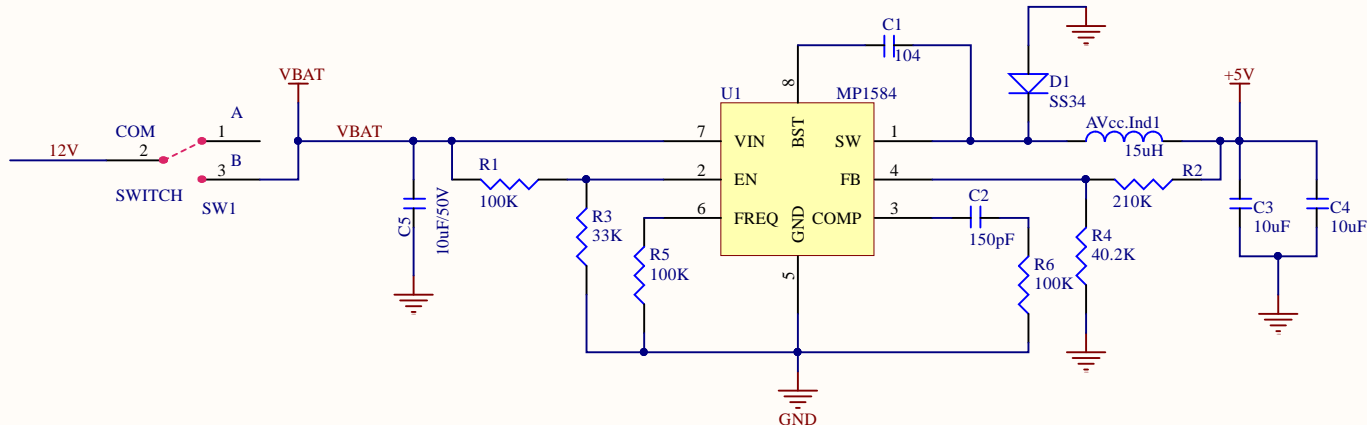 C1
104
D1
SS34
+5V
VBAT
U1
MP1584
8
BST
AVcc.Ind1
15uH
COM
A
1
12V
2
B
3
SWITCH
SW1
VBAT
7
VIN
SW
1
R1
100K
2
EN
FB
4
R2
210K
C5
10uF/50V
R3
33K
6
FREQ
GND
COMP
3
C2
150pF
C3
10uF
C4
10uF
R5
100K
5
R6
100K
R4
40.2K
GND